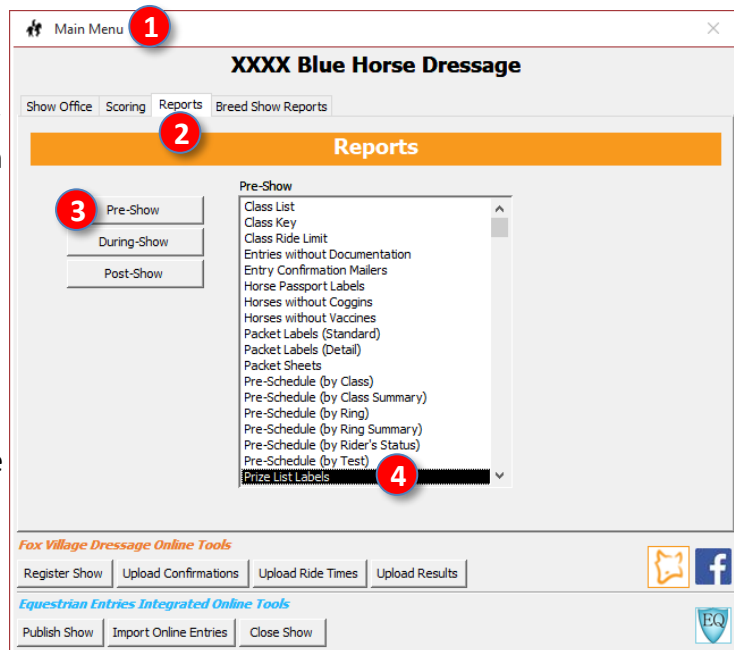 Main Menu 1
XXXX Blue Horse Dressage
Show Office Scoring Reports Breed Show Reports
2
Reports
Pre-Show
3 Pre-Show
During-Show
Post-Show
Class List
Class Key
Class Ride Limit
Entries without Documentation
Entry Confirmation Mailers
Horse Passport Labels
Horses without Coggins
Horses without Vaccines
Packet Labels (Standard)
Packet Labels (Detail)
Packet Sheets
Pre-Schedule (by Class)
Pre-Schedule (by Class Summary)
Pre-Schedule (by Ring)
Pre-Schedule (by Ring Summary)
Pre-Schedule (by Rider's Status)
Pre-Schedule (by Test)
Prize List Labels 4
Fox Village Dressage Online Tools
Register Show Upload Confirmations Upload Ride Times Upload Results
f
Equestrian Entries Integrated Online Tools
Publish Show Import Online Entries Close Show
EQ